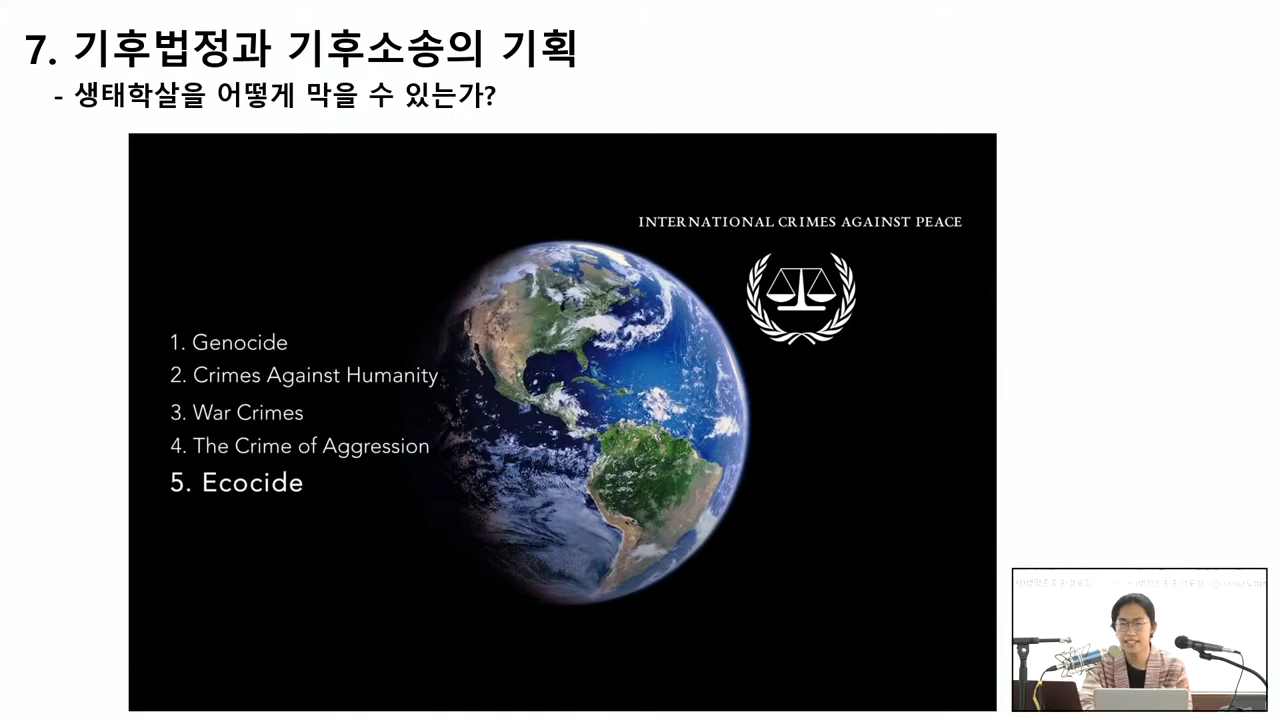 7. 기후법정과 기후소송의 기획
- 생태학살을 어떻게 막을 수 있는가?
INTERNATIONAL CRIMES AGAINST PEACE
1. Genocide
2. Crimes Against Humanity
3. War Crimes
4. The Crime of Aggression
5. Ecocide